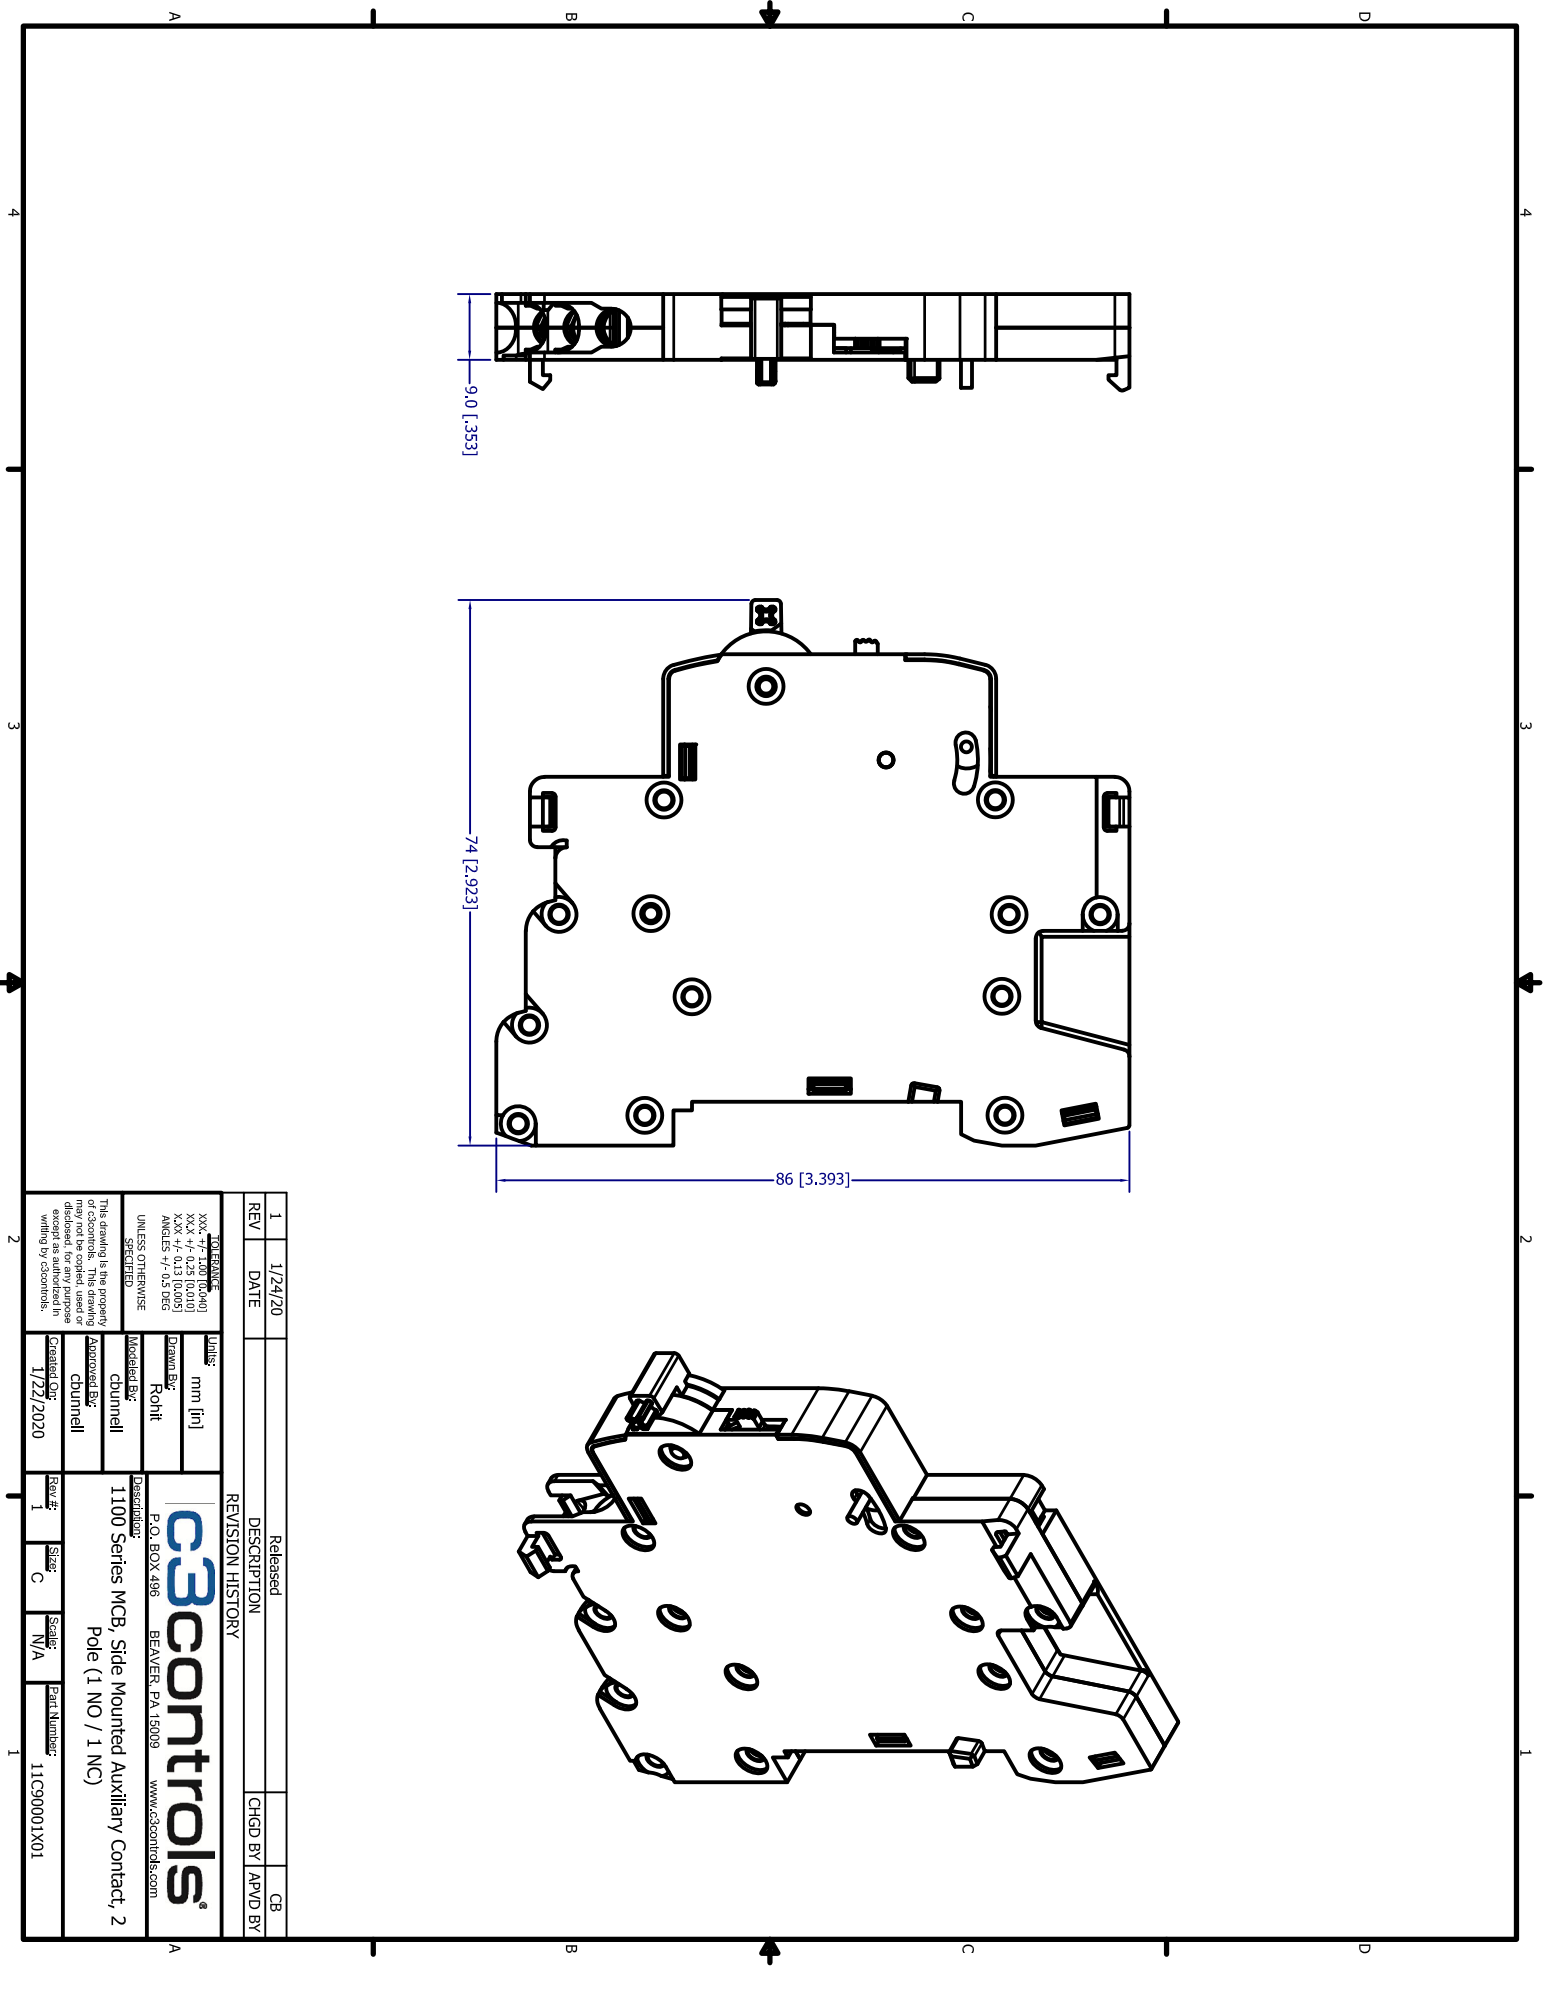 D
C
B
A
D
C
B
A
4
3
2
1
4
3
2
1
9.0 [.353]
74 [2.923]
86 [3.393]
1
1/24/20
Released
CB
REV
DATE
DESCRIPTION
CHGD BY
APVD BY
REVISION HISTORY
TOLERANCE
XXX. +/- 1.00 [0.040]
XX.X +/- 0.25 [0.010]
X.XX +/- 0.13 [0.005]
ANGLES +/- 0.5 DEG
UNLESS OTHERWISE
SPECIFIED
This drawing is the property
of c3controls. This drawing
may not be copied, used or
disclosed, for any purpose
except as authorized in
writing by c3controls.
Units:
mm [in]
Drawn By:
Rohit
Modeled By:
cbunnell
Approved By:
cbunnell
Created On:
1/22/2020
c3controls®
P.O. BOX 496 BEAVER, PA 15009 www.c3controls.com
Description:
1100 Series MCB, Side Mounted Auxiliary Contact, 2
Pole (1 NO / 1 NC)
Rev #:
1
Size:
C
Scale:
N/A
Part Number:
11C90001X01